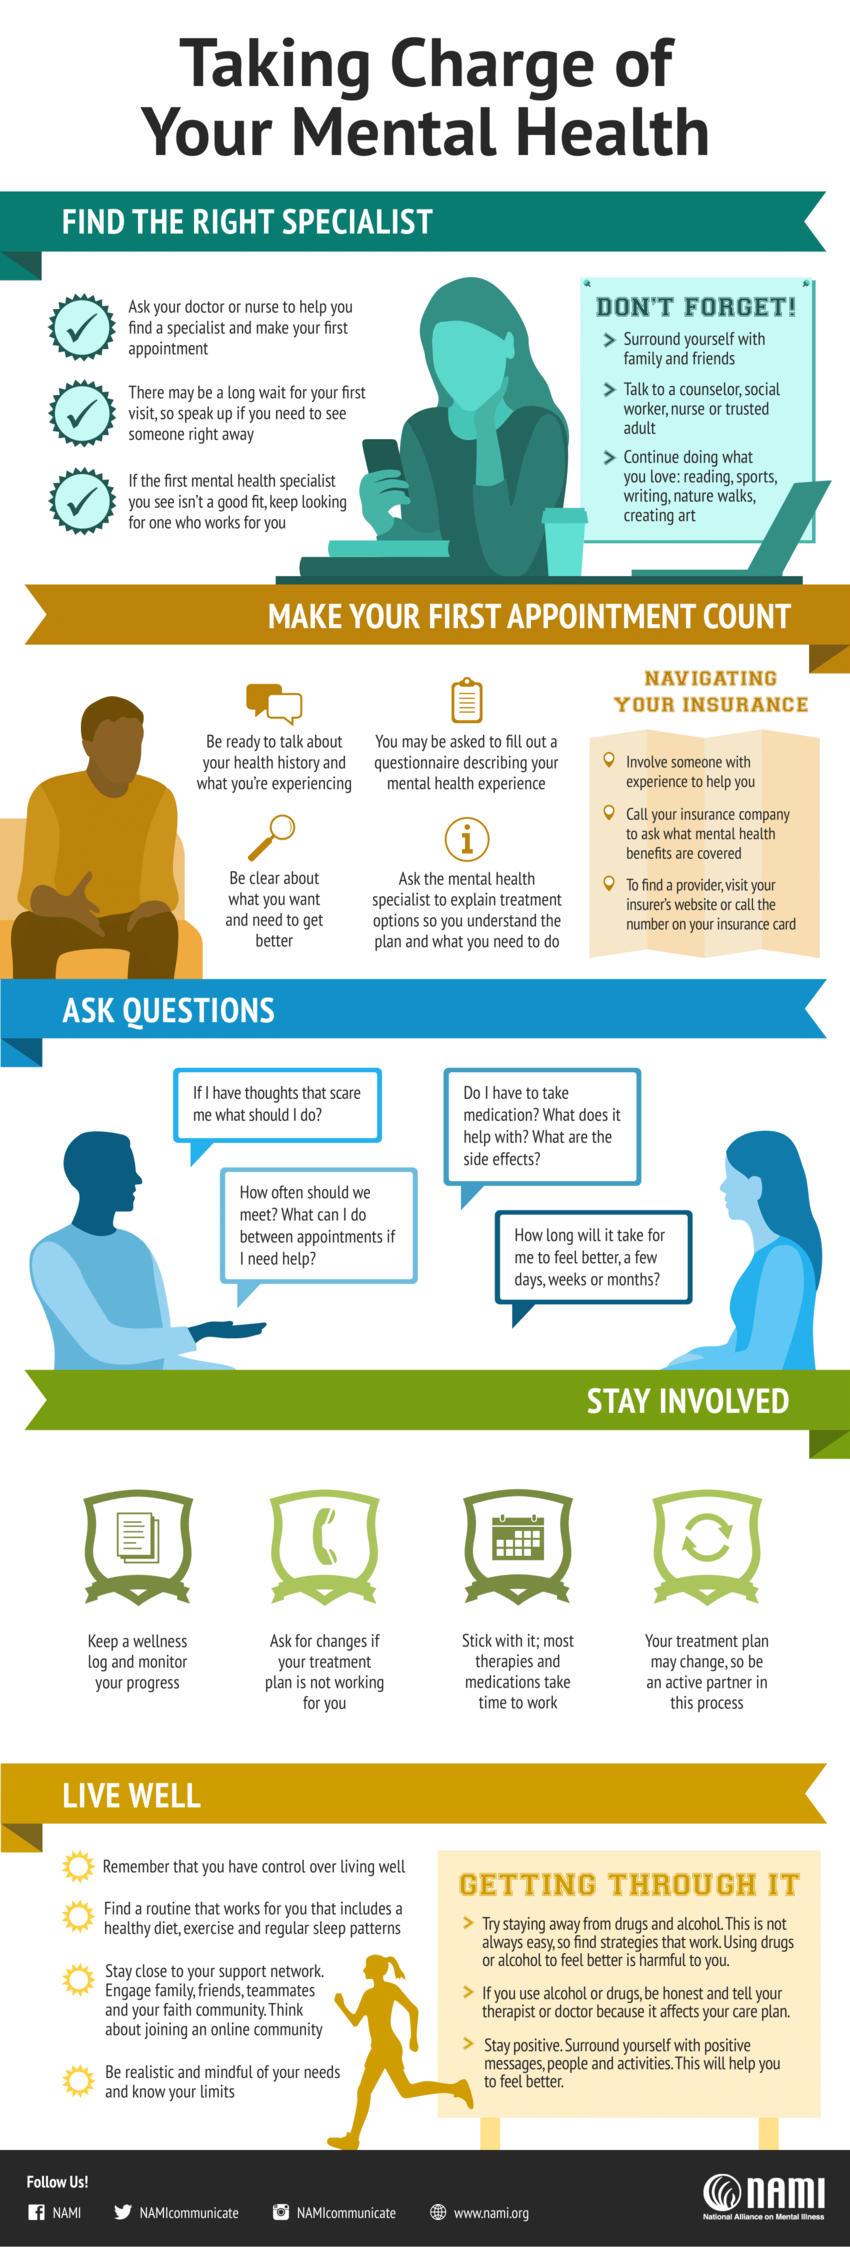 Taking Charge of
Your Mental Health
FIND THE RIGHT SPECIALIST
Ask your doctor or nurse to help you
find a specialist and make your first
appointment
There may be a long wait for your first
visit, so speak up if you need to see
someone right away
If the first mental health specialist
you see isn't a good fit, keep looking
for one who works for you
DON'T FORGET!
Surround yourself with
family and friends
Talk to a counselor, social
worker, nurse or trusted
adult
Continue doing what
you love: reading, sports,
writing, nature walks,
creating art
MAKE YOUR FIRST APPOINTMENT COUNT
Be ready to talk about
your health history and
what you're experiencing
You may be asked to fill out a
questionnaire describing your
mental health experience
Be clear about
what you want
and need to get
better
i
Ask the mental health
specialist to explain treatment
options so you understand the
plan and what you need to do
NAVIGATING
YOUR INSURANCE
Involve someone with
experience to help you
Call your insurance company
to ask what mental health
benefits are covered
To find a provider, visit your
insurer's website or call the
number on your insurance card
ASK QUESTIONS
If I have thoughts that scare
me what should I do?
How often should we
meet? What can I do
between appointments if
I need help?
Do I have to take
medication? What does it
help with? What are the
side effects?
How long will it take for
me to feel better, a few
days, weeks or months?
STAY INVOLVED
Keep a wellness
log and monitor
your progress
Ask for changes if
your treatment
plan is not working
for you
Stick with it; most
therapies and
medications take
time to work
Your treatment plan
may change, so be
an active partner in
this process
LIVE WELL
Remember that you have control over living well
Find a routine that works for you that includes a
healthy diet, exercise and regular sleep patterns
Stay close to your support network.
Engage family, friends, teammates
and your faith community. Think
about joining an online community
Be realistic and mindful of your needs
and know your limits
GETTING THROUGH IT
Try staying away from drugs and alcohol. This is not
always easy, so find strategies that work. Using drugs
or alcohol to feel better is harmful to you.
If you use alcohol or drugs, be honest and tell your
therapist or doctor because it affects your care plan.
Stay positive. Surround yourself with positive
messages, people and activities. This will help you
to feel better.
Follow Us!
NAMI
NAMIcommunicate
NAMIcommunicate
www.nami.org
NAMI
National Alliance on Mental Illness